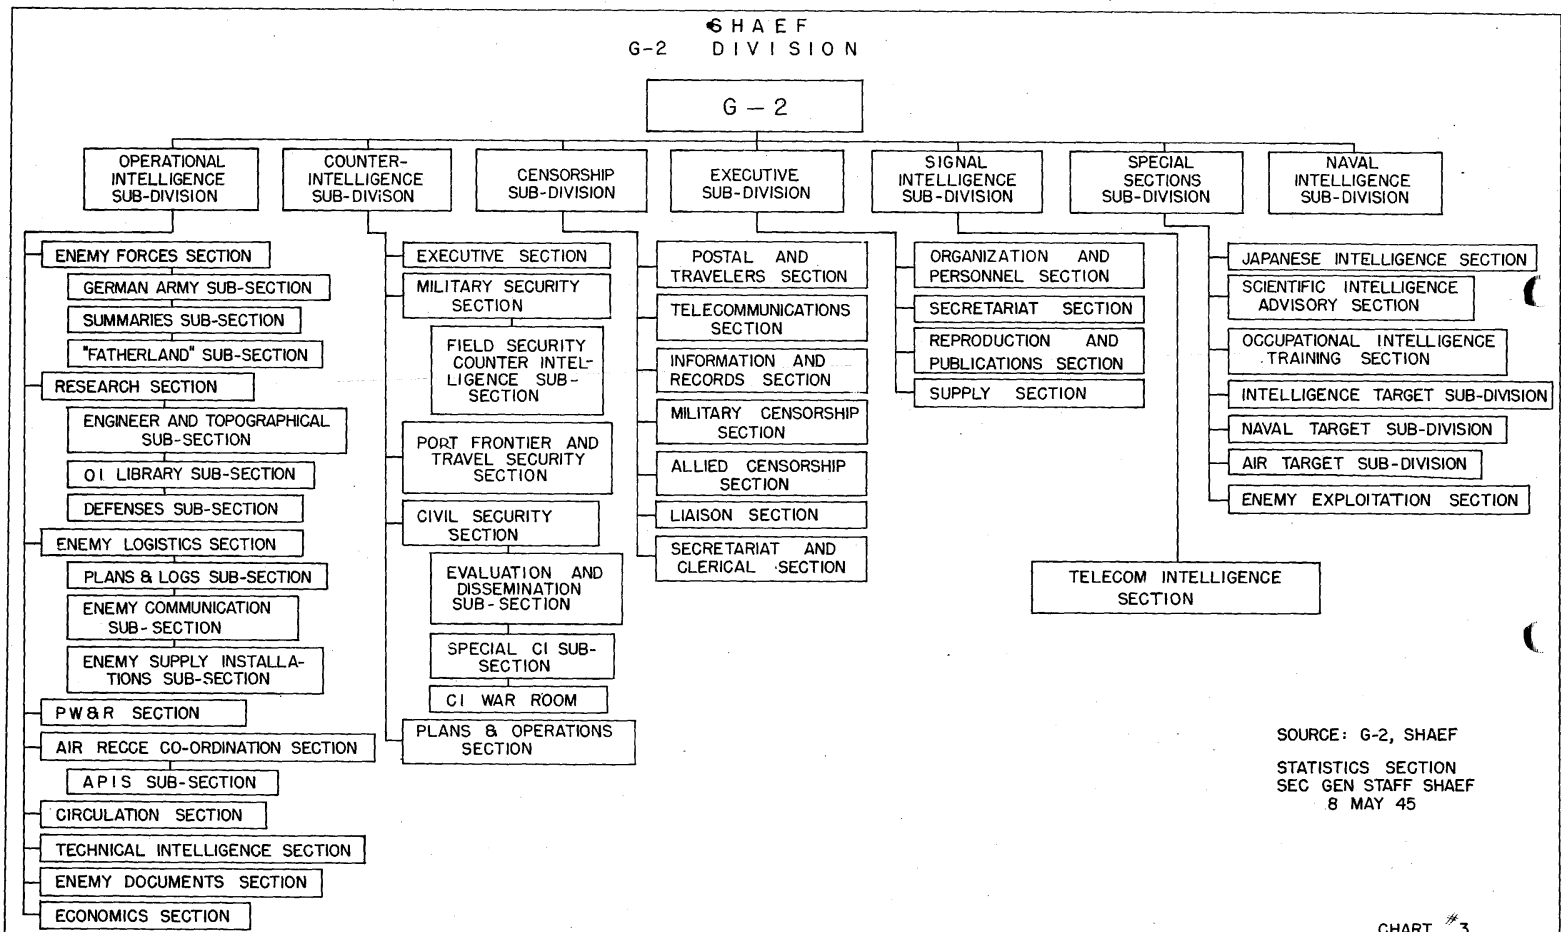 SHAEF
G-2 DIVISION
G-2
OPERATIONAL
INTELLIGENCE
SUB-DIVISION
COUNTER-
INTELLIGENCE
SUB-DIVISON
CENSORSHIP
SUB-DIVISION
EXECUTIVE
SUB-DIVISION
SIGNAL
INTELLIGENCE
SUB-DIVISION
SPECIAL
SECTIONS
SUB-DIVISION
NAVAL
INTELLIGENCE
SUB-DIVISION
ENEMY FORCES SECTION
GERMAN ARMY SUB-SECTION
SUMMARIES SUB-SECTION
"FATHERLAND" SUB-SECTION
RESEARCH SECTION
ENGINEER AND TOPOGRAPHICAL
SUB-SECTION
OI LIBRARY SUB-SECTION
DEFENSES SUB-SECTION
ENEMY LOGISTICS SECTION
PLANS & LOGS SUB-SECTION
ENEMY COMMUNICATION
SUB-SECTION
ENEMY SUPPLY INSTALLA-
TIONS SUB-SECTION
PW&R SECTION
AIR RECCE CO-ORDINATION SECTION
APIS SUB-SECTION
CIRCULATION SECTION
TECHNICAL INTELLIGENCE SECTION
ENEMY DOCUMENTS SECTION
ECONOMICS SECTION
EXECUTIVE SECTION
MILITARY SECURITY
SECTION
FIELD SECURITY
COUNTER INTEL-
LIGENCE SUB-
SECTION
PORT FRONTIER AND
TRAVEL SECURITY
SECTION
CIVIL SECURITY
SECTION
EVALUATION AND
DISSEMINATION
SUB-SECTION
SPECIAL CI SUB-
SECTION
CI WAR ROOM
PLANS & OPERATIONS
SECTION
POSTAL AND
TRAVELERS SECTION
TELECOMMUNICATIONS
SECTION
INFORMATION AND
RECORDS SECTION
MILITARY CENSORSHIP
SECTION
ALLIED CENSORSHIP
SECTION
LIAISON SECTION
SECRETARIAT AND
CLERICAL SECTION
ORGANIZATION AND
PERSONNEL SECTION
SECRETARIAT SECTION
REPRODUCTION AND
PUBLICATIONS SECTION
SUPPLY SECTION
TELECOM INTELLIGENCE
SECTION
JAPANESE INTELLIGENCE SECTION
SCIENTIFIC INTELLIGENCE
ADVISORY SECTION
OCCUPATIONAL INTELLIGENCE
TRAINING SECTION
INTELLIGENCE TARGET SUB-DIVISION
NAVAL TARGET SUB-DIVISION
AIR TARGET SUB-DIVISION
ENEMY EXPLOITATION SECTION
SOURCE: G-2, SHAEF
STATISTICS SECTION
SEC GEN STAFF SHAEF
8 MAY 45
CHART #3